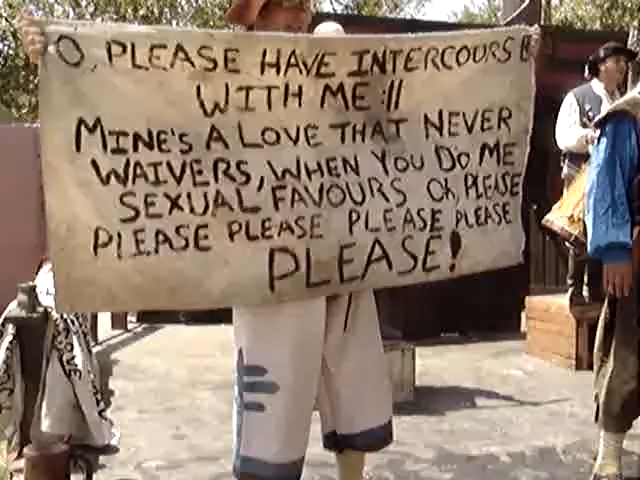 O, PLEASE HAVE INTERCOURSE
WITH ME :||
MINE'S A LOVE THAT NEVER
WAIVERS, WHEN YOU DO ME
SEXUAL FAVOURS OH, PLEASE
PLEASE PLEASE PLEASE PLEASE
PLEASE!